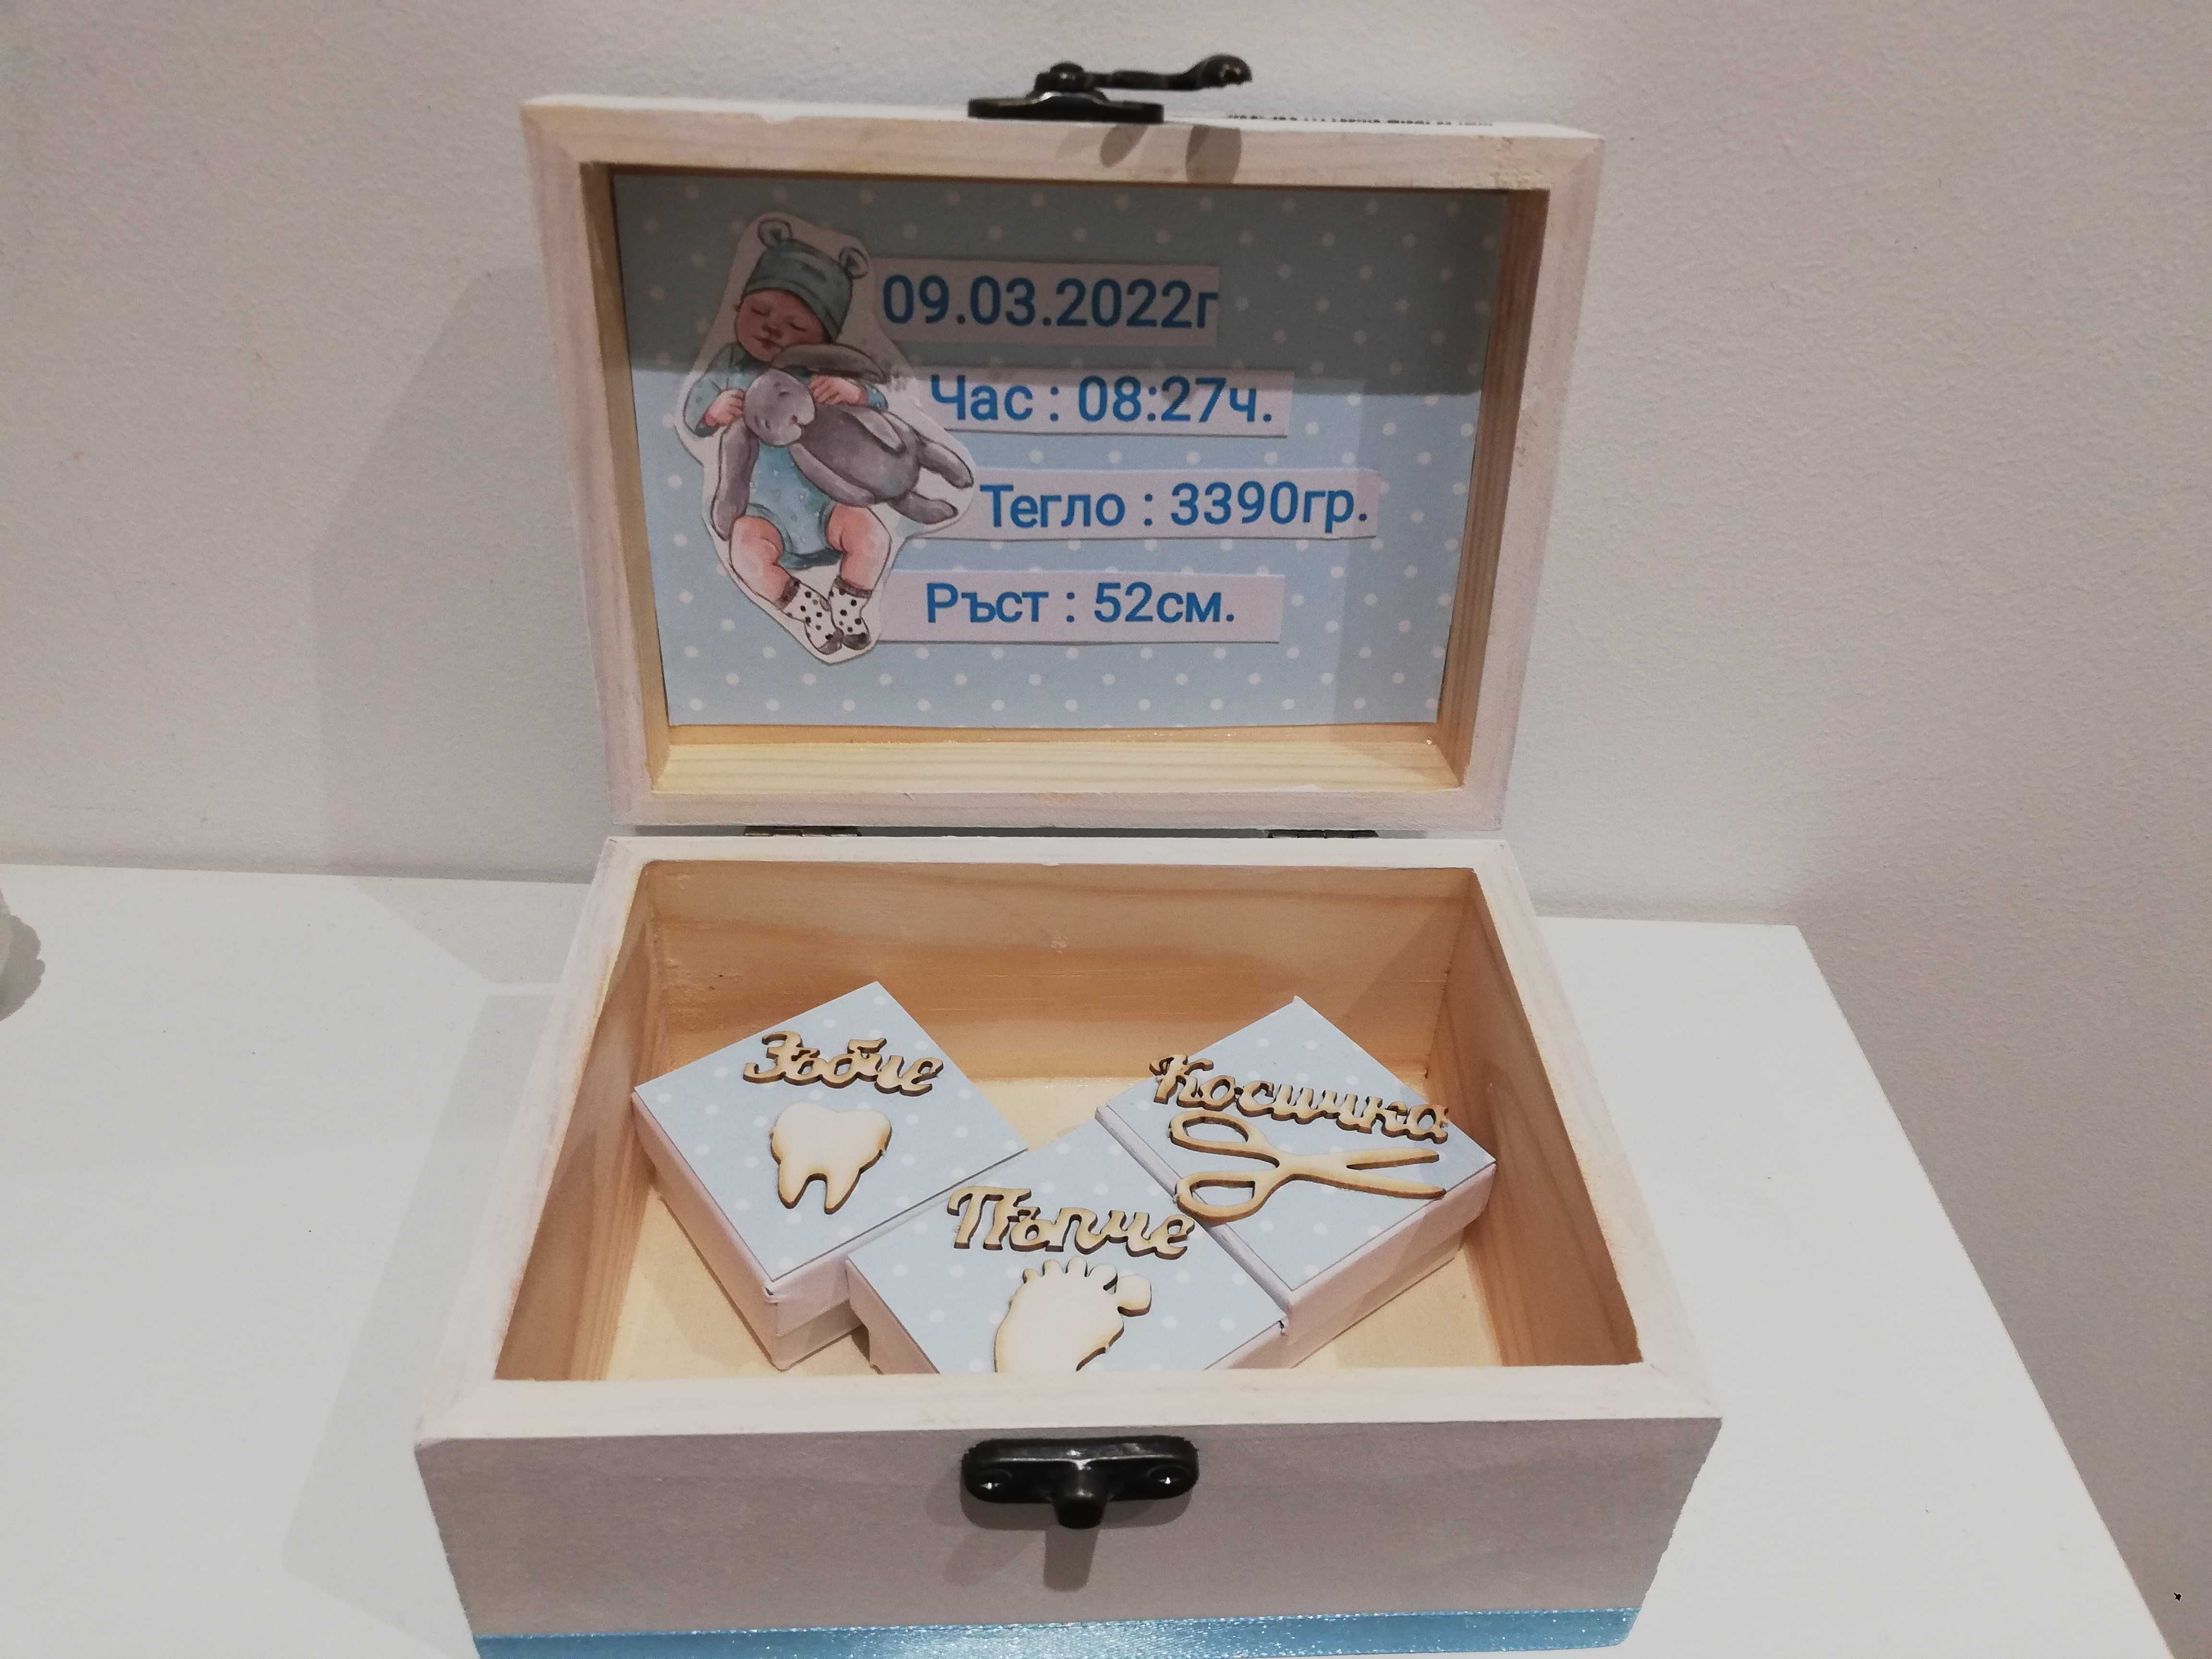 09.03.2022г
Час : 08:27ч.
Тегло : 3390гр.
Ръст : 52см.
Зъбче
Косичка
Пъпче